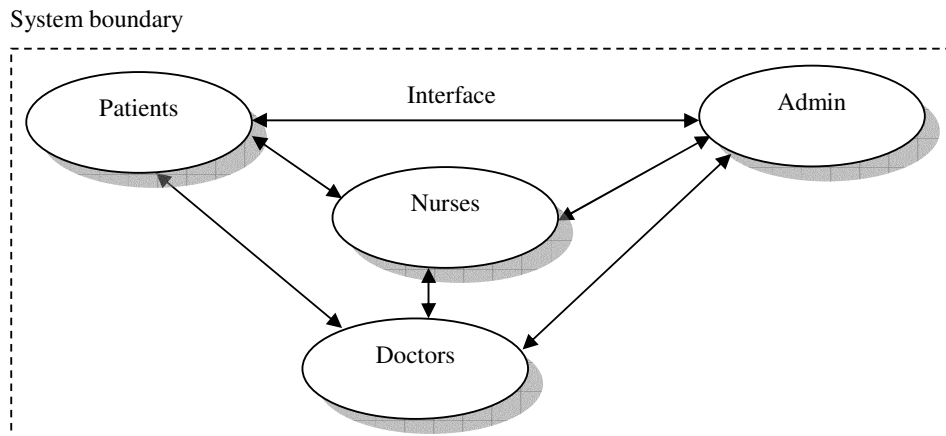 System boundary
Patients
Interface
Admin
Nurses
Doctors